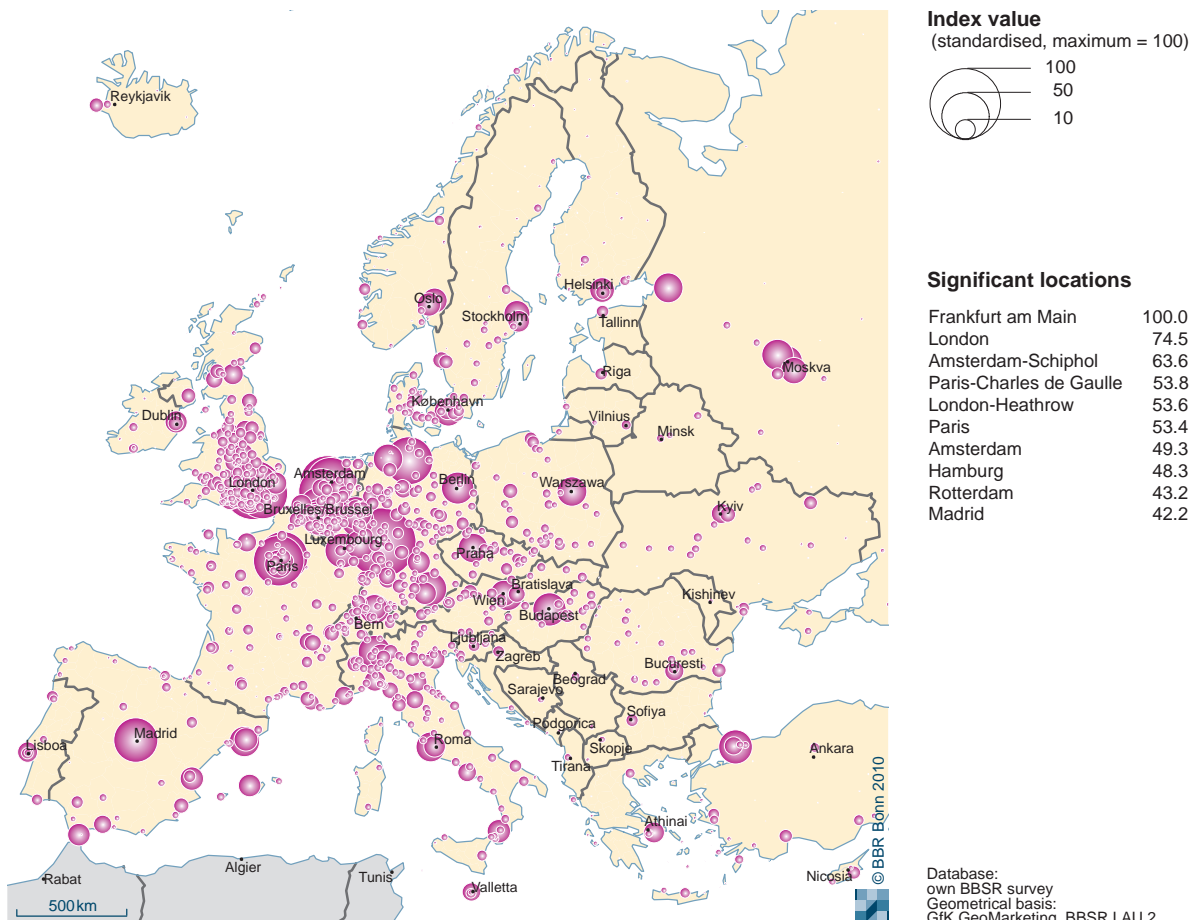 Reykjavik
Helsinki
Oslo
Stockholm
Tallinn
Moskva
Riga
København
Dublin
Vilnius
Minsk
Amsterdam
Berlin
London
Warszawa
Bruxelles/Brussel
Kyiv
Luxembourg
Praha
Paris
Bratislava
Wien
Kishinev
Budapest
Bern
Ljubljana
Zagreb
Bucuresti
Beograd
Sarajevo
Sofiya
Podgorica
Madrid
Roma
Lisboa
Skopje
Ankara
Tirana
Athinai
Algier
Tunis
Rabat
Valletta
Nicosia
500 km
© BBR Bonn 2010
Index value
(standardised, maximum = 100)
100
50
10
Significant locations
Frankfurt am Main 100.0
London 74.5
Amsterdam-Schiphol 63.6
Paris-Charles de Gaulle 53.8
London-Heathrow 53.6
Paris 53.4
Amsterdam 49.3
Hamburg 48.3
Rotterdam 43.2
Madrid 42.2
Database:
own BBSR survey
Geometrical basis:
GfK GeoMarketing, BBSR LAU 2